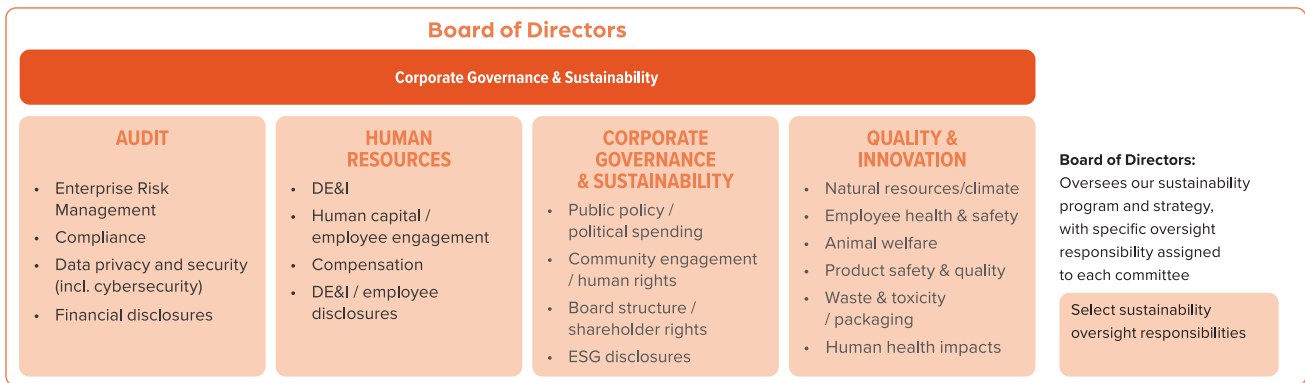 Board of Directors
Corporate Governance & Sustainability
AUDIT
• Enterprise Risk
Management
• Compliance
• Data privacy and security
(incl. cybersecurity)
• Financial disclosures
HUMAN
RESOURCES
• DE&I
• Human capital /
employee engagement
• Compensation
• DE&I / employee
disclosures
CORPORATE
GOVERNANCE
& SUSTAINABILITY
• Public policy /
political spending
• Community engagement
/ human rights
• Board structure /
shareholder rights
• ESG disclosures
QUALITY &
INNOVATION
• Natural resources/climate
• Employee health & safety
• Animal welfare
• Product safety & quality
• Waste & toxicity
/ packaging
• Human health impacts
Board of Directors:
Oversees our sustainability
program and strategy,
with specific oversight
responsibility assigned
to each committee
Select sustainability
oversight responsibilities